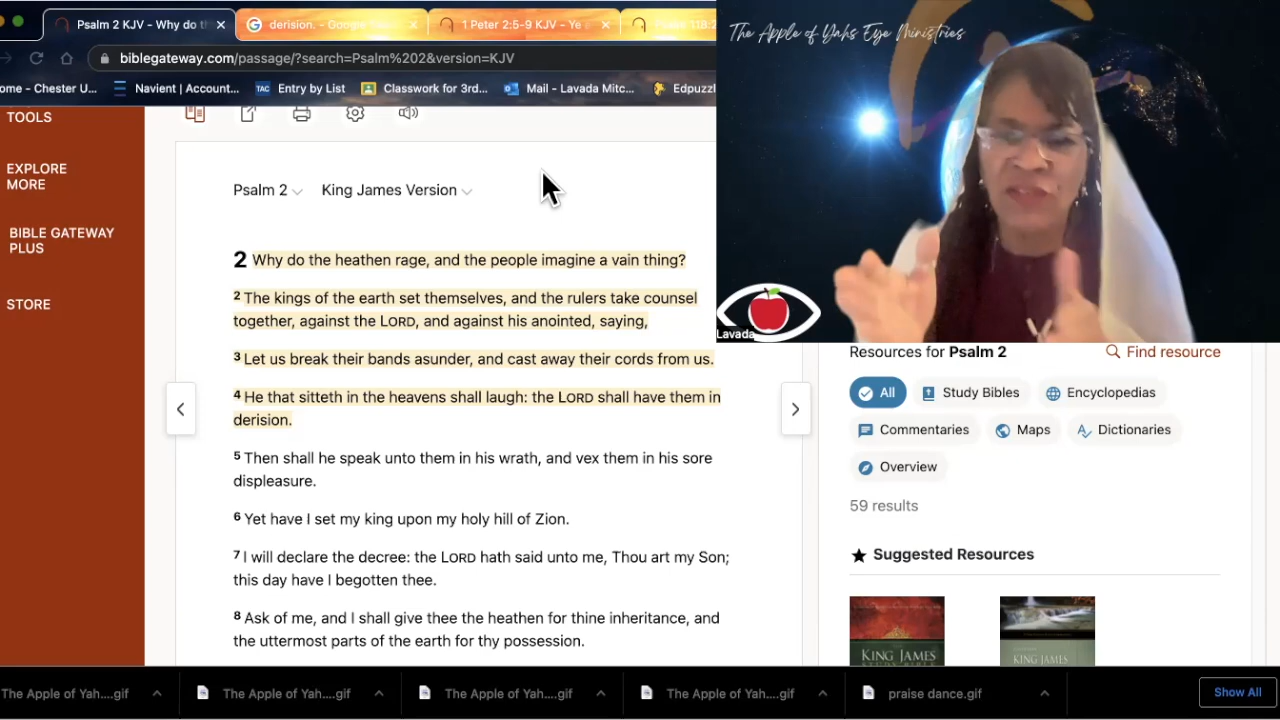 Psalm 2 KJV - Why do th
derision. - Google
1 Peter 2:5-9 KJV - Ye
biblegateway.com/passage/?search=Psalm%202&version=KJV
ome - Chester U...
Navient | Account...
TAC Entry by List
Classwork for 3rd...
Mail - Lavada Mitc...
Edpuzzl
The Apple of Yahs Eye Ministries
TOOLS
EXPLORE
MORE
BIBLE GATEWAY
PLUS
STORE
Psalm 2
King James Version
2 Why do the heathen rage, and the people imagine a vain thing?
2 The kings of the earth set themselves, and the rulers take counsel
together, against the LORD, and against his anointed, saying,
3 Let us break their bands asunder, and cast away their cords from us.
4 He that sitteth in the heavens shall laugh: the LORD shall have them in
derision.
5 Then shall he speak unto them in his wrath, and vex them in his sore
displeasure.
6 Yet have I set my king upon my holy hill of Zion.
7 I will declare the decree: the LORD hath said unto me, Thou art my Son;
this day have I begotten thee.
8 Ask of me, and I shall give thee the heathen for thine inheritance, and
the uttermost parts of the earth for thy possession.
Lavada
Resources for Psalm 2
Find resource
All
Study Bibles
Encyclopedias
Commentaries
Maps
Dictionaries
Overview
59 results
Suggested Resources
KING JAMES
KING JAMES
The Apple of Yah....gif
The Apple of Yah....gif
The Apple of Yah....gif
The Apple of Yah....gif
praise dance.gif
Show All